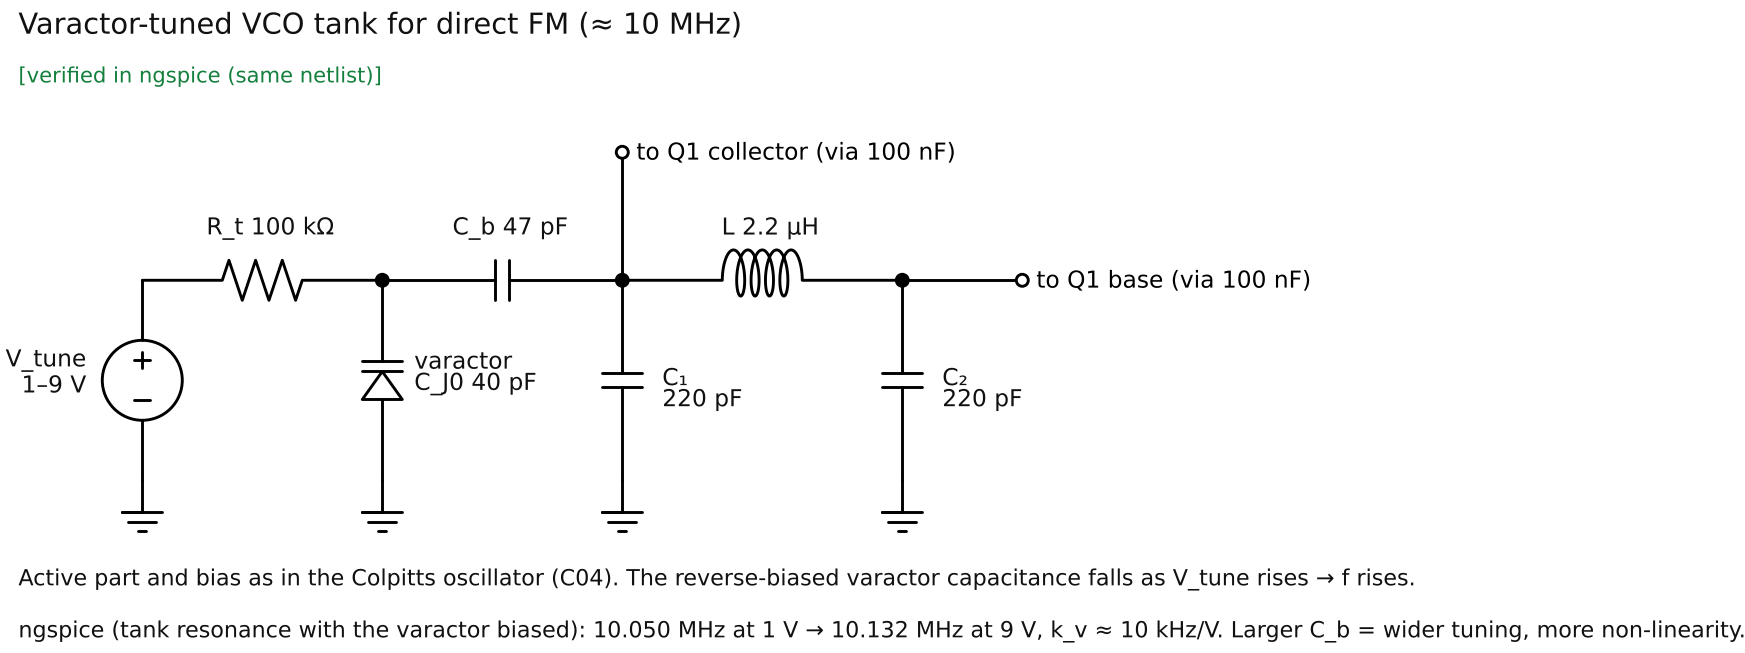 Varactor-tuned VCO tank for direct FM (≈ 10 MHz)
[verified in ngspice (same netlist)]
to Q1 collector (via 100 nF)
R_t 100 kΩ
C_b 47 pF
L 2.2 µH
to Q1 base (via 100 nF)
V_tune
1–9 V
+
−
varactor
C_J0 40 pF
C₁
220 pF
C₂
220 pF
Active part and bias as in the Colpitts oscillator (C04). The reverse-biased varactor capacitance falls as V_tune rises → f rises.
ngspice (tank resonance with the varactor biased): 10.050 MHz at 1 V → 10.132 MHz at 9 V, k_v ≈ 10 kHz/V. Larger C_b = wider tuning, more non-linearity.